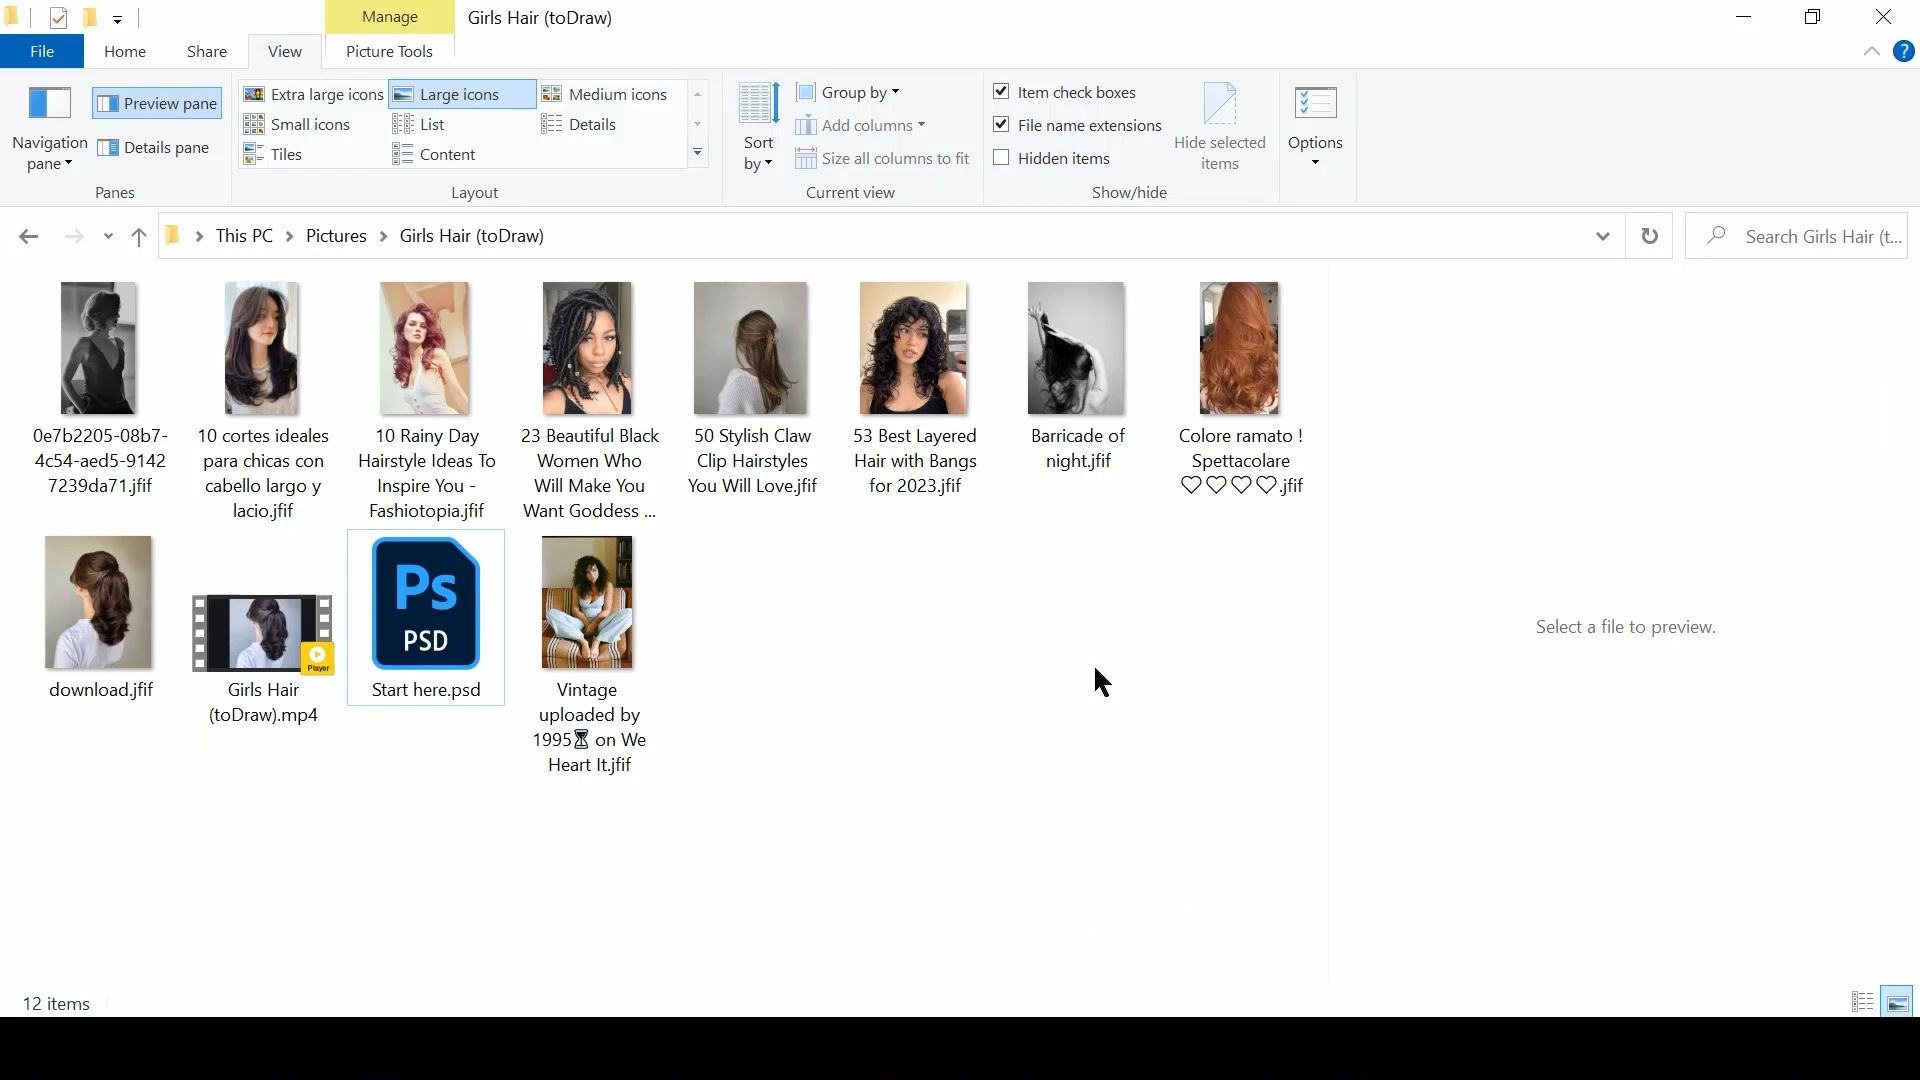 Manage
Girls Hair (toDraw)
File
Home
Share
View
Picture Tools
Navigation
pane
Preview pane
Details pane
Panes
Extra large icons
Large icons
Medium icons
Small icons
List
Details
Tiles
Content
Layout
Sort
by
Group by
Add columns
Size all columns to fit
Current view
Item check boxes
File name extensions
Hidden items
Hide selected
items
Show/hide
Options
This PC
Pictures
Girls Hair (toDraw)
Search Girls Hair (t...
0e7b2205-08b7-
4c54-aed5-9142
7239da71.jfif
10 cortes ideales
para chicas con
cabello largo y
lacio.jfif
10 Rainy Day
Hairstyle Ideas To
Inspire You -
Fashiotopia.jfif
23 Beautiful Black
Women Who
Will Make You
Want Goddess ...
50 Stylish Claw
Clip Hairstyles
You Will Love.jfif
53 Best Layered
Hair with Bangs
for 2023.jfif
Barricade of
night.jfif
Colore ramato !
Spettacolare
♡♡♡♡.jfif
download.jfif
Player
Girls Hair
(toDraw).mp4
Ps
PSD
Start here.psd
Vintage
uploaded by
1995⌛ on We
Heart It.jfif
Select a file to preview.
12 items